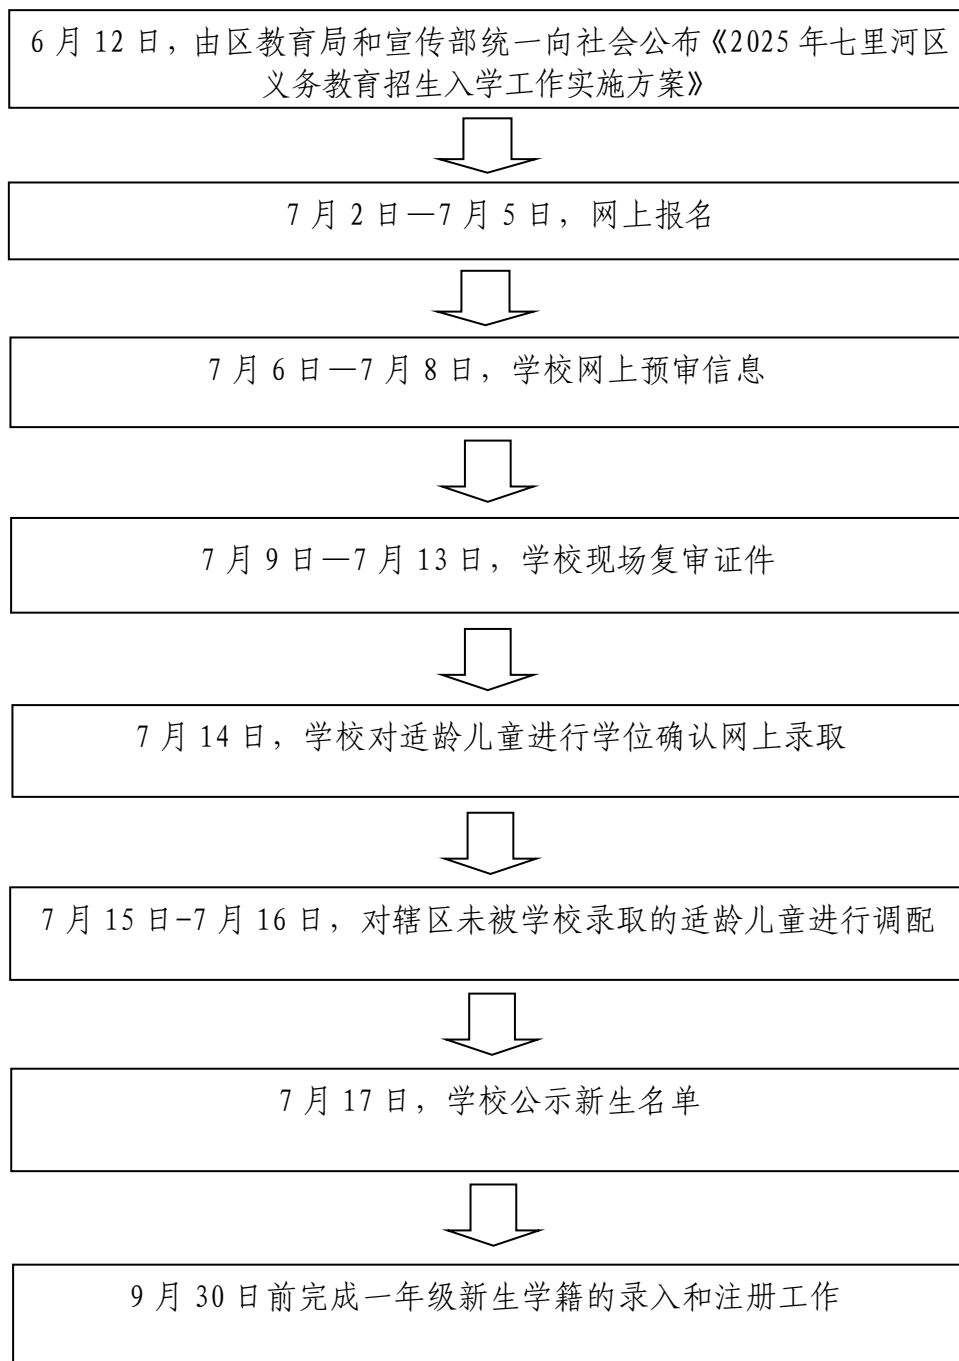 6月12日，由区教育局和宣传部统一向社会公布《2025年七里河区
义务教育招生入学工作实施方案》
7月2日—7月5日，网上报名
7月6日—7月8日，学校网上预审信息
7月9日—7月13日，学校现场复审证件
7月14日，学校对适龄儿童进行学位确认网上录取
7月15日-7月16日，对辖区未被学校录取的适龄儿童进行调配
7月17日，学校公示新生名单
9月30日前完成一年级新生学籍的录入和注册工作